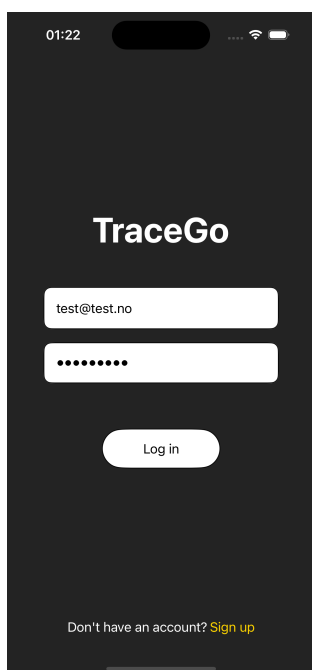 01:22
TraceGo
test@test.no
•••••••••
Log in
Don't have an account? Sign up